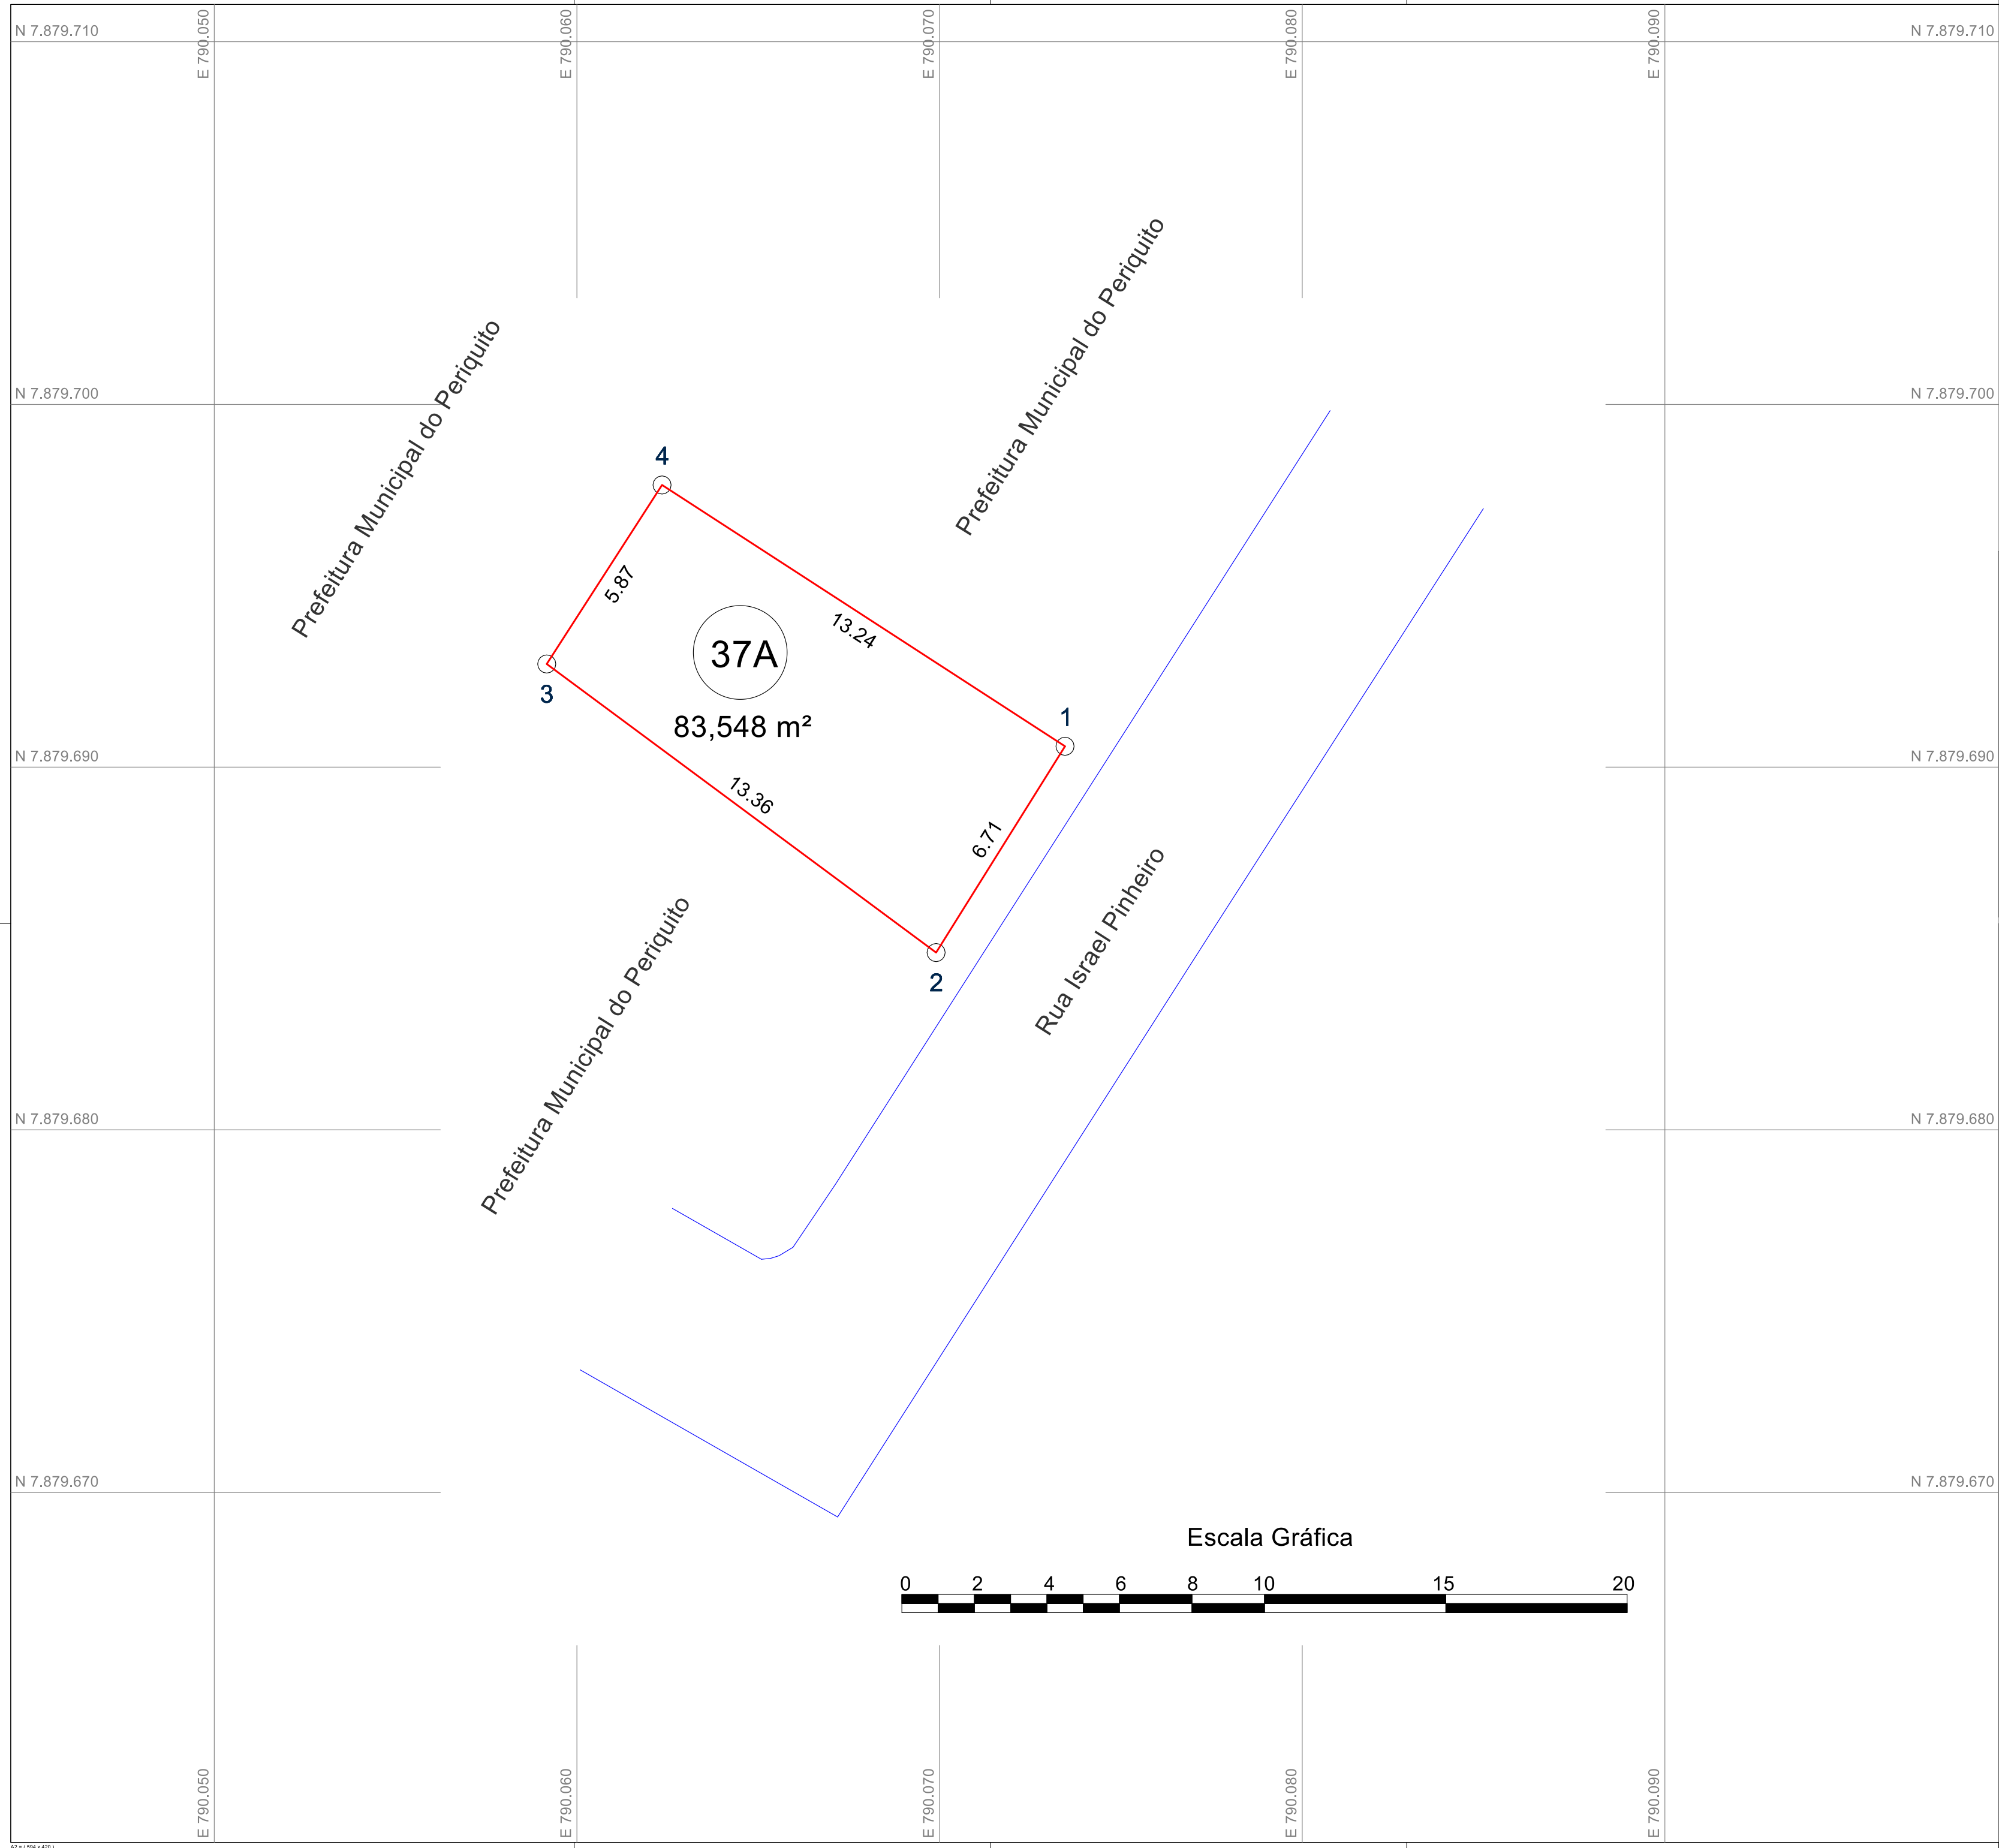 E 790.050
E 790.060
E 790.070
E 790.080
E 790.090
N 7.879.710
N 7.879.710
Prefeitura Municipal do Periquito
Prefeitura Municipal do Periquito
N 7.879.700
N 7.879.700
4
5.87
13.24
37A
3
83,548 m²
1
N 7.879.690
N 7.879.690
13.36
6.71
2
Prefeitura Municipal do Periquito
Rua Israel Pinheiro
N 7.879.680
N 7.879.680
N 7.879.670
N 7.879.670
Escala Gráfica
0 2 4 6 8 10 15 20
E 790.050
E 790.060
E 790.070
E 790.080
E 790.090
A2 = ( 594 x 420 )